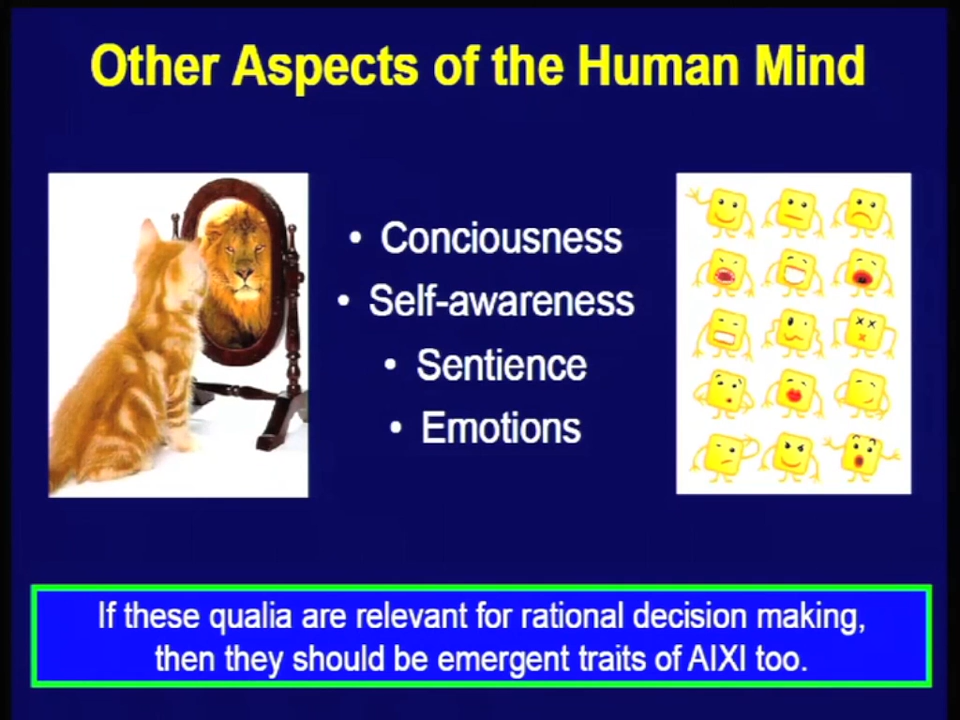 Other Aspects of the Human Mind
• Conciousness
• Self-awareness
• Sentience
• Emotions
If these qualia are relevant for rational decision making,
then they should be emergent traits of AIXI too.